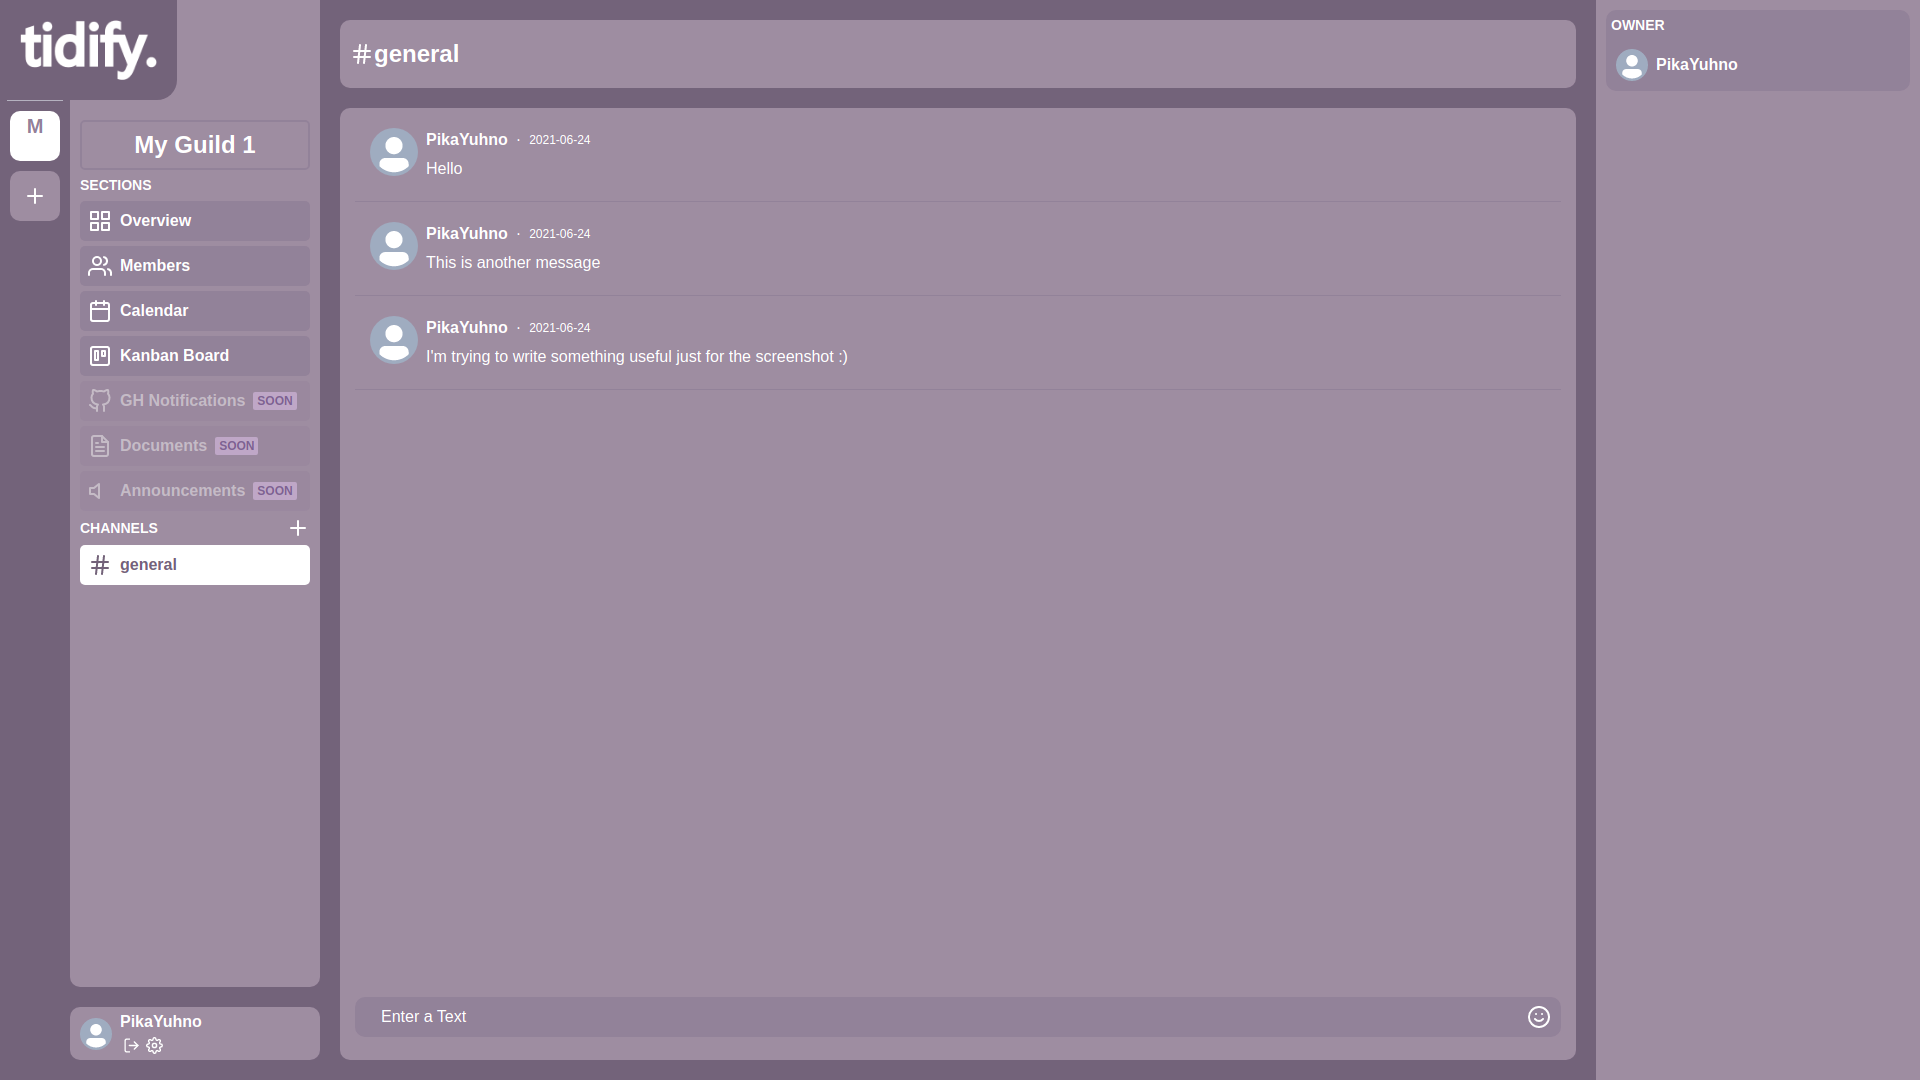 tidify.
M
My Guild 1
SECTIONS
Overview
Members
Calendar
Kanban Board
GH Notifications SOON
Documents SOON
Announcements SOON
CHANNELS
general
PikaYuhno
#general
PikaYuhno · 2021-06-24
Hello
PikaYuhno · 2021-06-24
This is another message
PikaYuhno · 2021-06-24
I'm trying to write something useful just for the screenshot :)
Enter a Text
OWNER
PikaYuhno